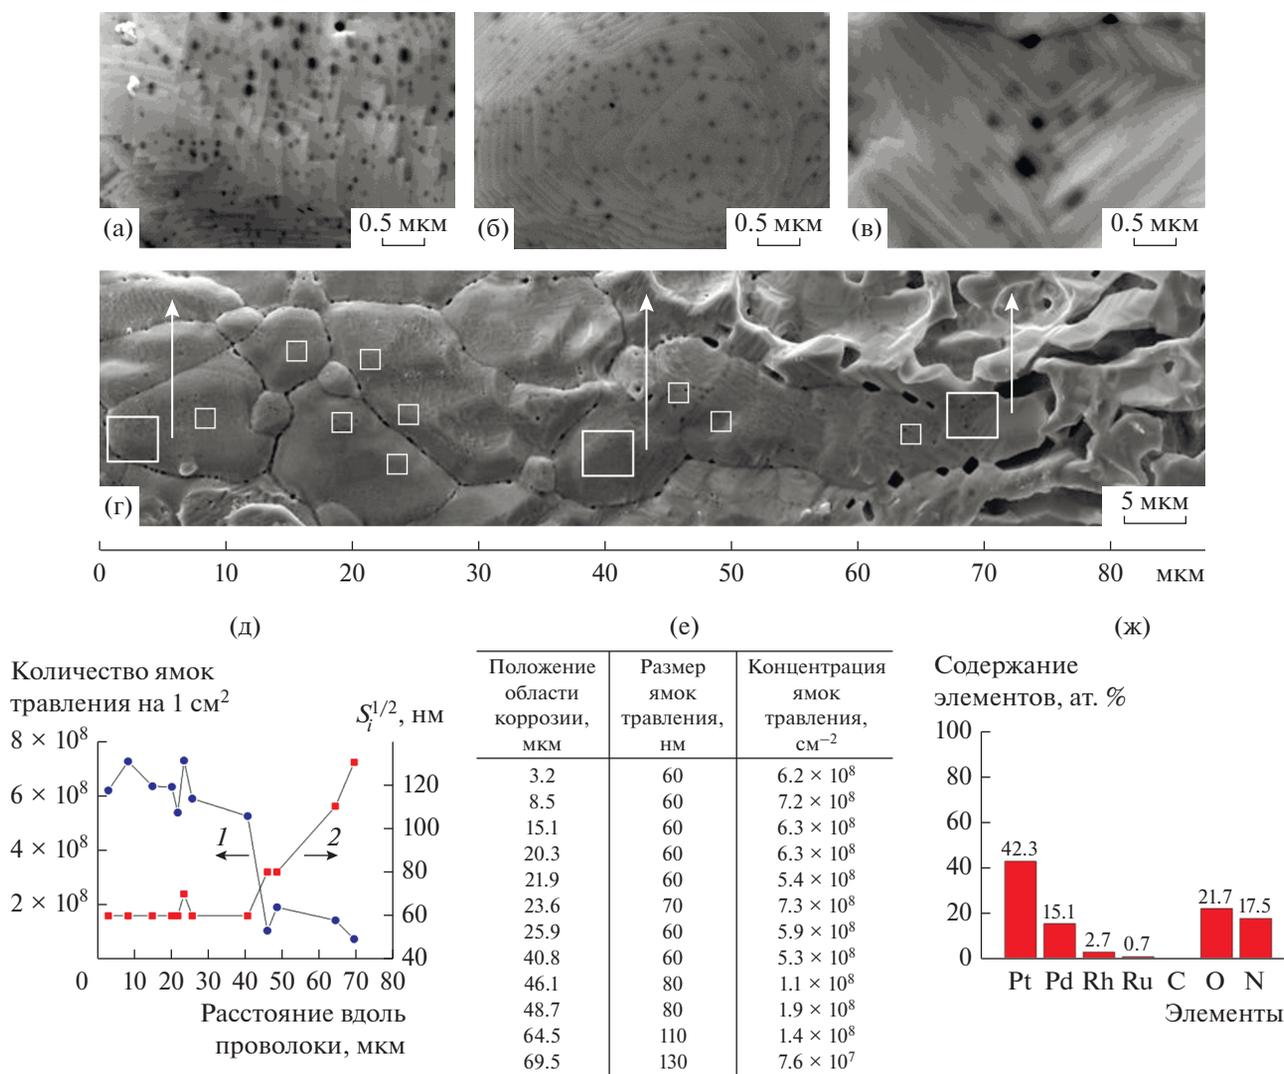 (а)
0.5 мкм
(б)
0.5 мкм
(в)
0.5 мкм
(г)
5 мкм
0 10 20 30 40 50 60 70 80 мкм
(д)
Количество ямок
травления на 1 см²
Sᵢ^1/2, нм
8 × 10⁸
6 × 10⁸
4 × 10⁸
2 × 10⁸
1
2
120
100
80
60
40
0 10 20 30 40 50 60 70 80
Расстояние вдоль
проволоки, мкм
(е)
Положение области коррозии, мкм | Размер ямок травления, нм | Концентрация ямок травления, см⁻²
3.2 60 6.2 × 10⁸
8.5 60 7.2 × 10⁸
15.1 60 6.3 × 10⁸
20.3 60 6.3 × 10⁸
21.9 60 5.4 × 10⁸
23.6 70 7.3 × 10⁸
25.9 60 5.9 × 10⁸
40.8 60 5.3 × 10⁸
46.1 80 1.1 × 10⁸
48.7 80 1.9 × 10⁸
64.5 110 1.4 × 10⁸
69.5 130 7.6 × 10⁷
(ж)
Содержание
элементов, ат. %
100
80
60
40
20
0
42.3
15.1
2.7
0.7
21.7
17.5
Pt Pd Rh Ru C O N
Элементы